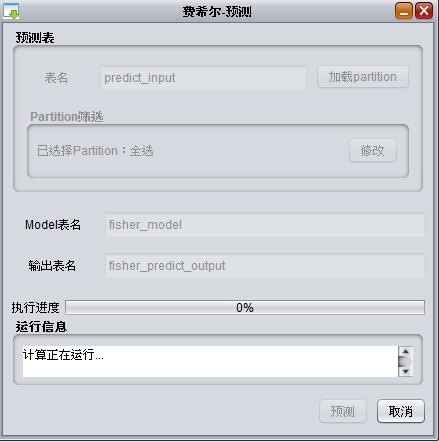 费希尔-预测
预测表
表名 predict_input 加载partition
Partition筛选
已选择Partition：全选 修改
Model表名 fisher_model
输出表名 fisher_predict_output
执行进度 0%
运行信息
计算正在运行...
预测 取消